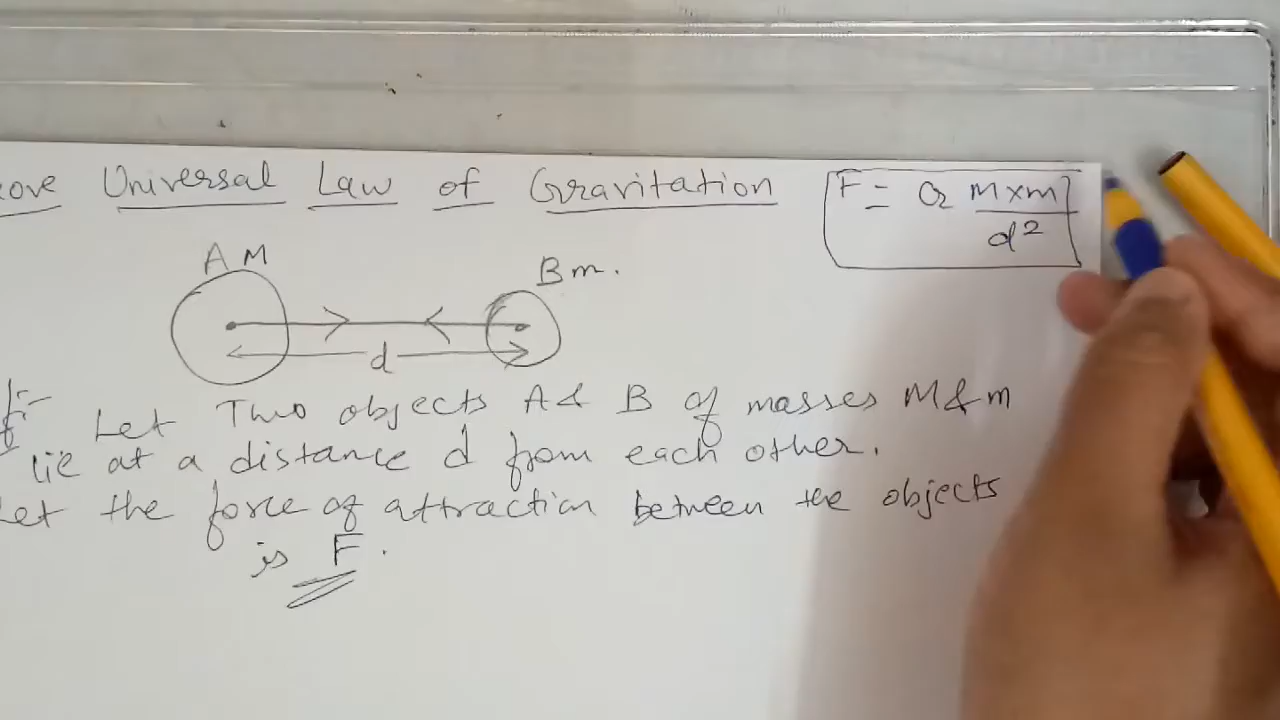 ove Universal Law of Gravitation
F = G M x m / d²
A M
B m.
d
Let Two objects A & B of masses M & m
lie at a distance d from each other.
Let the force of attraction between the objects
is F.